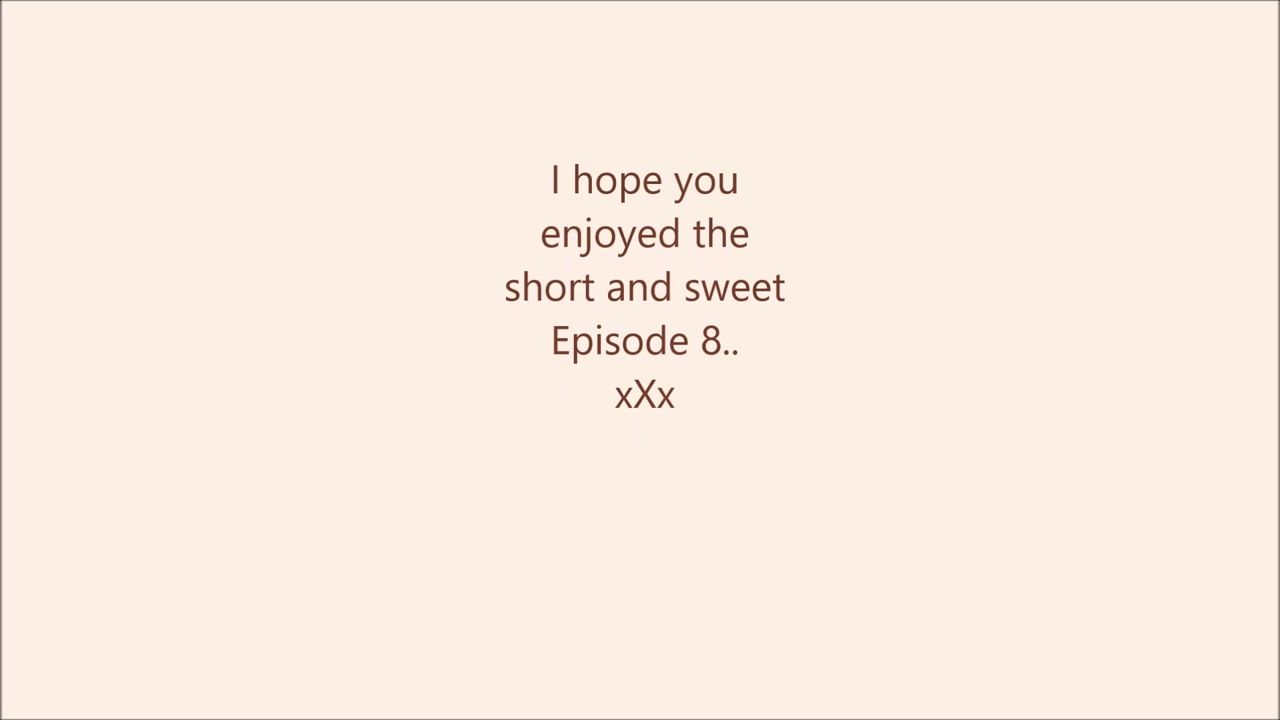 I hope you
enjoyed the
short and sweet
Episode 8..
xXx